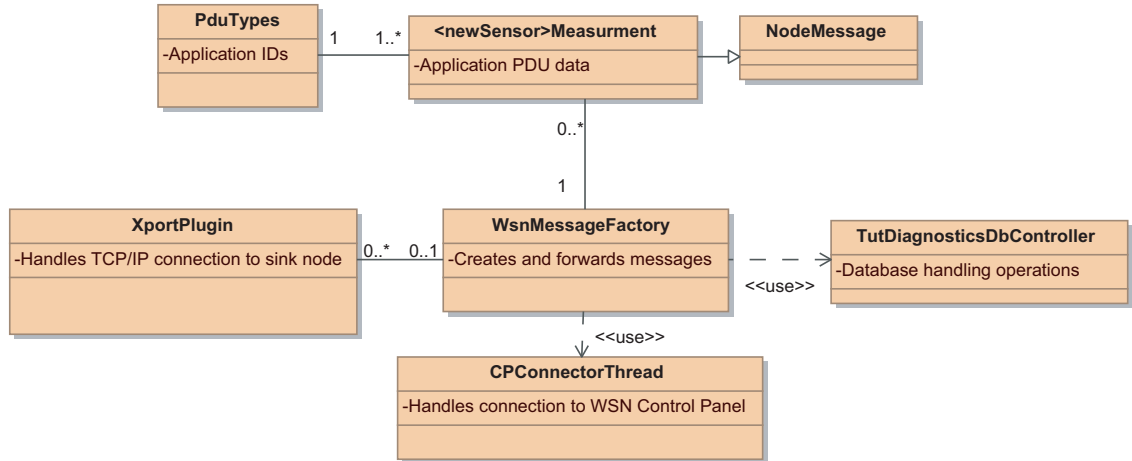 PduTypes
-Application IDs
1
1..*
<newSensor>Measurment
-Application PDU data
NodeMessage
0..*
1
XportPlugin
-Handles TCP/IP connection to sink node
0..*
0..1
WsnMessageFactory
-Creates and forwards messages
<<use>>
TutDiagnosticsDbController
-Database handling operations
<<use>>
CPConnectorThread
-Handles connection to WSN Control Panel